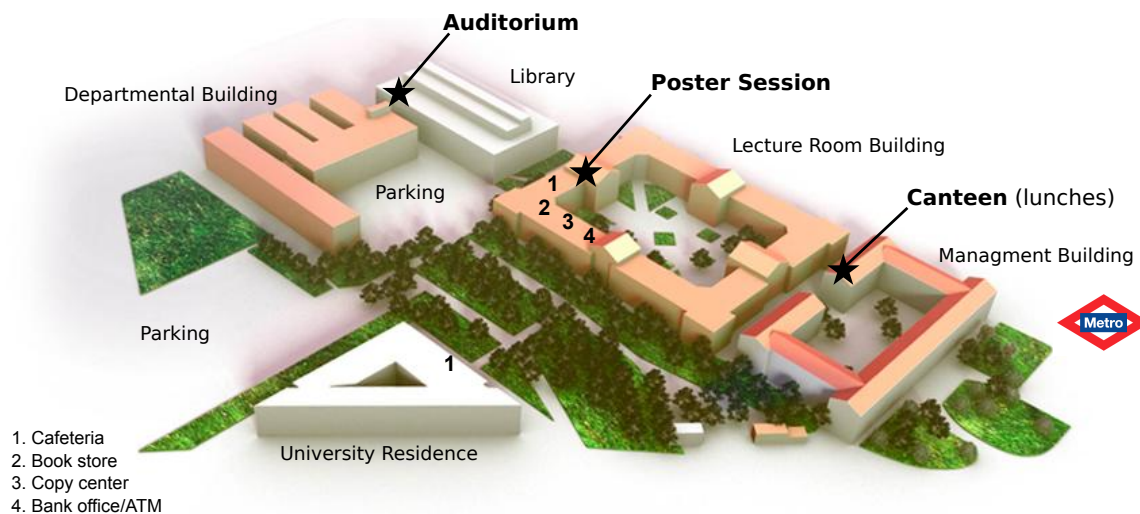 Auditorium
Library
Departmental Building
Poster Session
Lecture Room Building
Parking
1
2
3
4
Canteen (lunches)
Managment Building
Metro
Parking
1
University Residence
1. Cafeteria
2. Book store
3. Copy center
4. Bank office/ATM